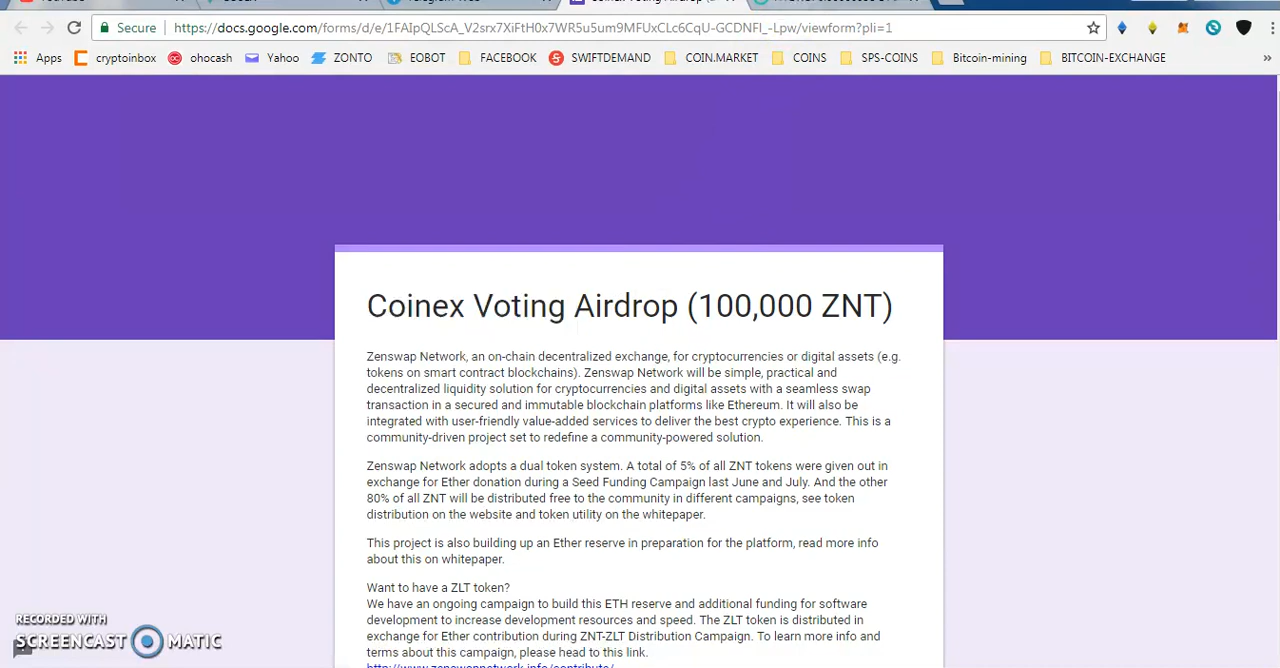 Coinex Voting Airdrop (
Secure https://docs.google.com/forms/d/e/1FAIpQLScA_V2srx7XiFtH0x7WR5u5um9MFUxCLc6CqU-GCDNFl_-Lpw/viewform?pli=1
Apps cryptoinbox ohocash Yahoo ZONTO EOBOT FACEBOOK SWIFTDEMAND COIN.MARKET COINS SPS-COINS Bitcoin-mining BITCOIN-EXCHANGE »
Coinex Voting Airdrop (100,000 ZNT)
Zenswap Network, an on-chain decentralized exchange, for cryptocurrencies or digital assets (e.g.
tokens on smart contract blockchains). Zenswap Network will be simple, practical and
decentralized liquidity solution for cryptocurrencies and digital assets with a seamless swap
transaction in a secured and immutable blockchain platforms like Ethereum. It will also be
integrated with user-friendly value-added services to deliver the best crypto experience. This is a
community-driven project set to redefine a community-powered solution.
Zenswap Network adopts a dual token system. A total of 5% of all ZNT tokens were given out in
exchange for Ether donation during a Seed Funding Campaign last June and July. And the other
80% of all ZNT will be distributed free to the community in different campaigns, see token
distribution on the website and token utility on the whitepaper.
This project is also building up an Ether reserve in preparation for the platform, read more info
about this on whitepaper.
Want to have a ZLT token?
We have an ongoing campaign to build this ETH reserve and additional funding for software
development to increase development resources and speed. The ZLT token is distributed in
exchange for Ether contribution during ZNT-ZLT Distribution Campaign. To learn more info and
terms about this campaign, please head to this link.
http://www.zenswapnetwork.info/contribute/
RECORDED WITH
SCREENCAST MATIC